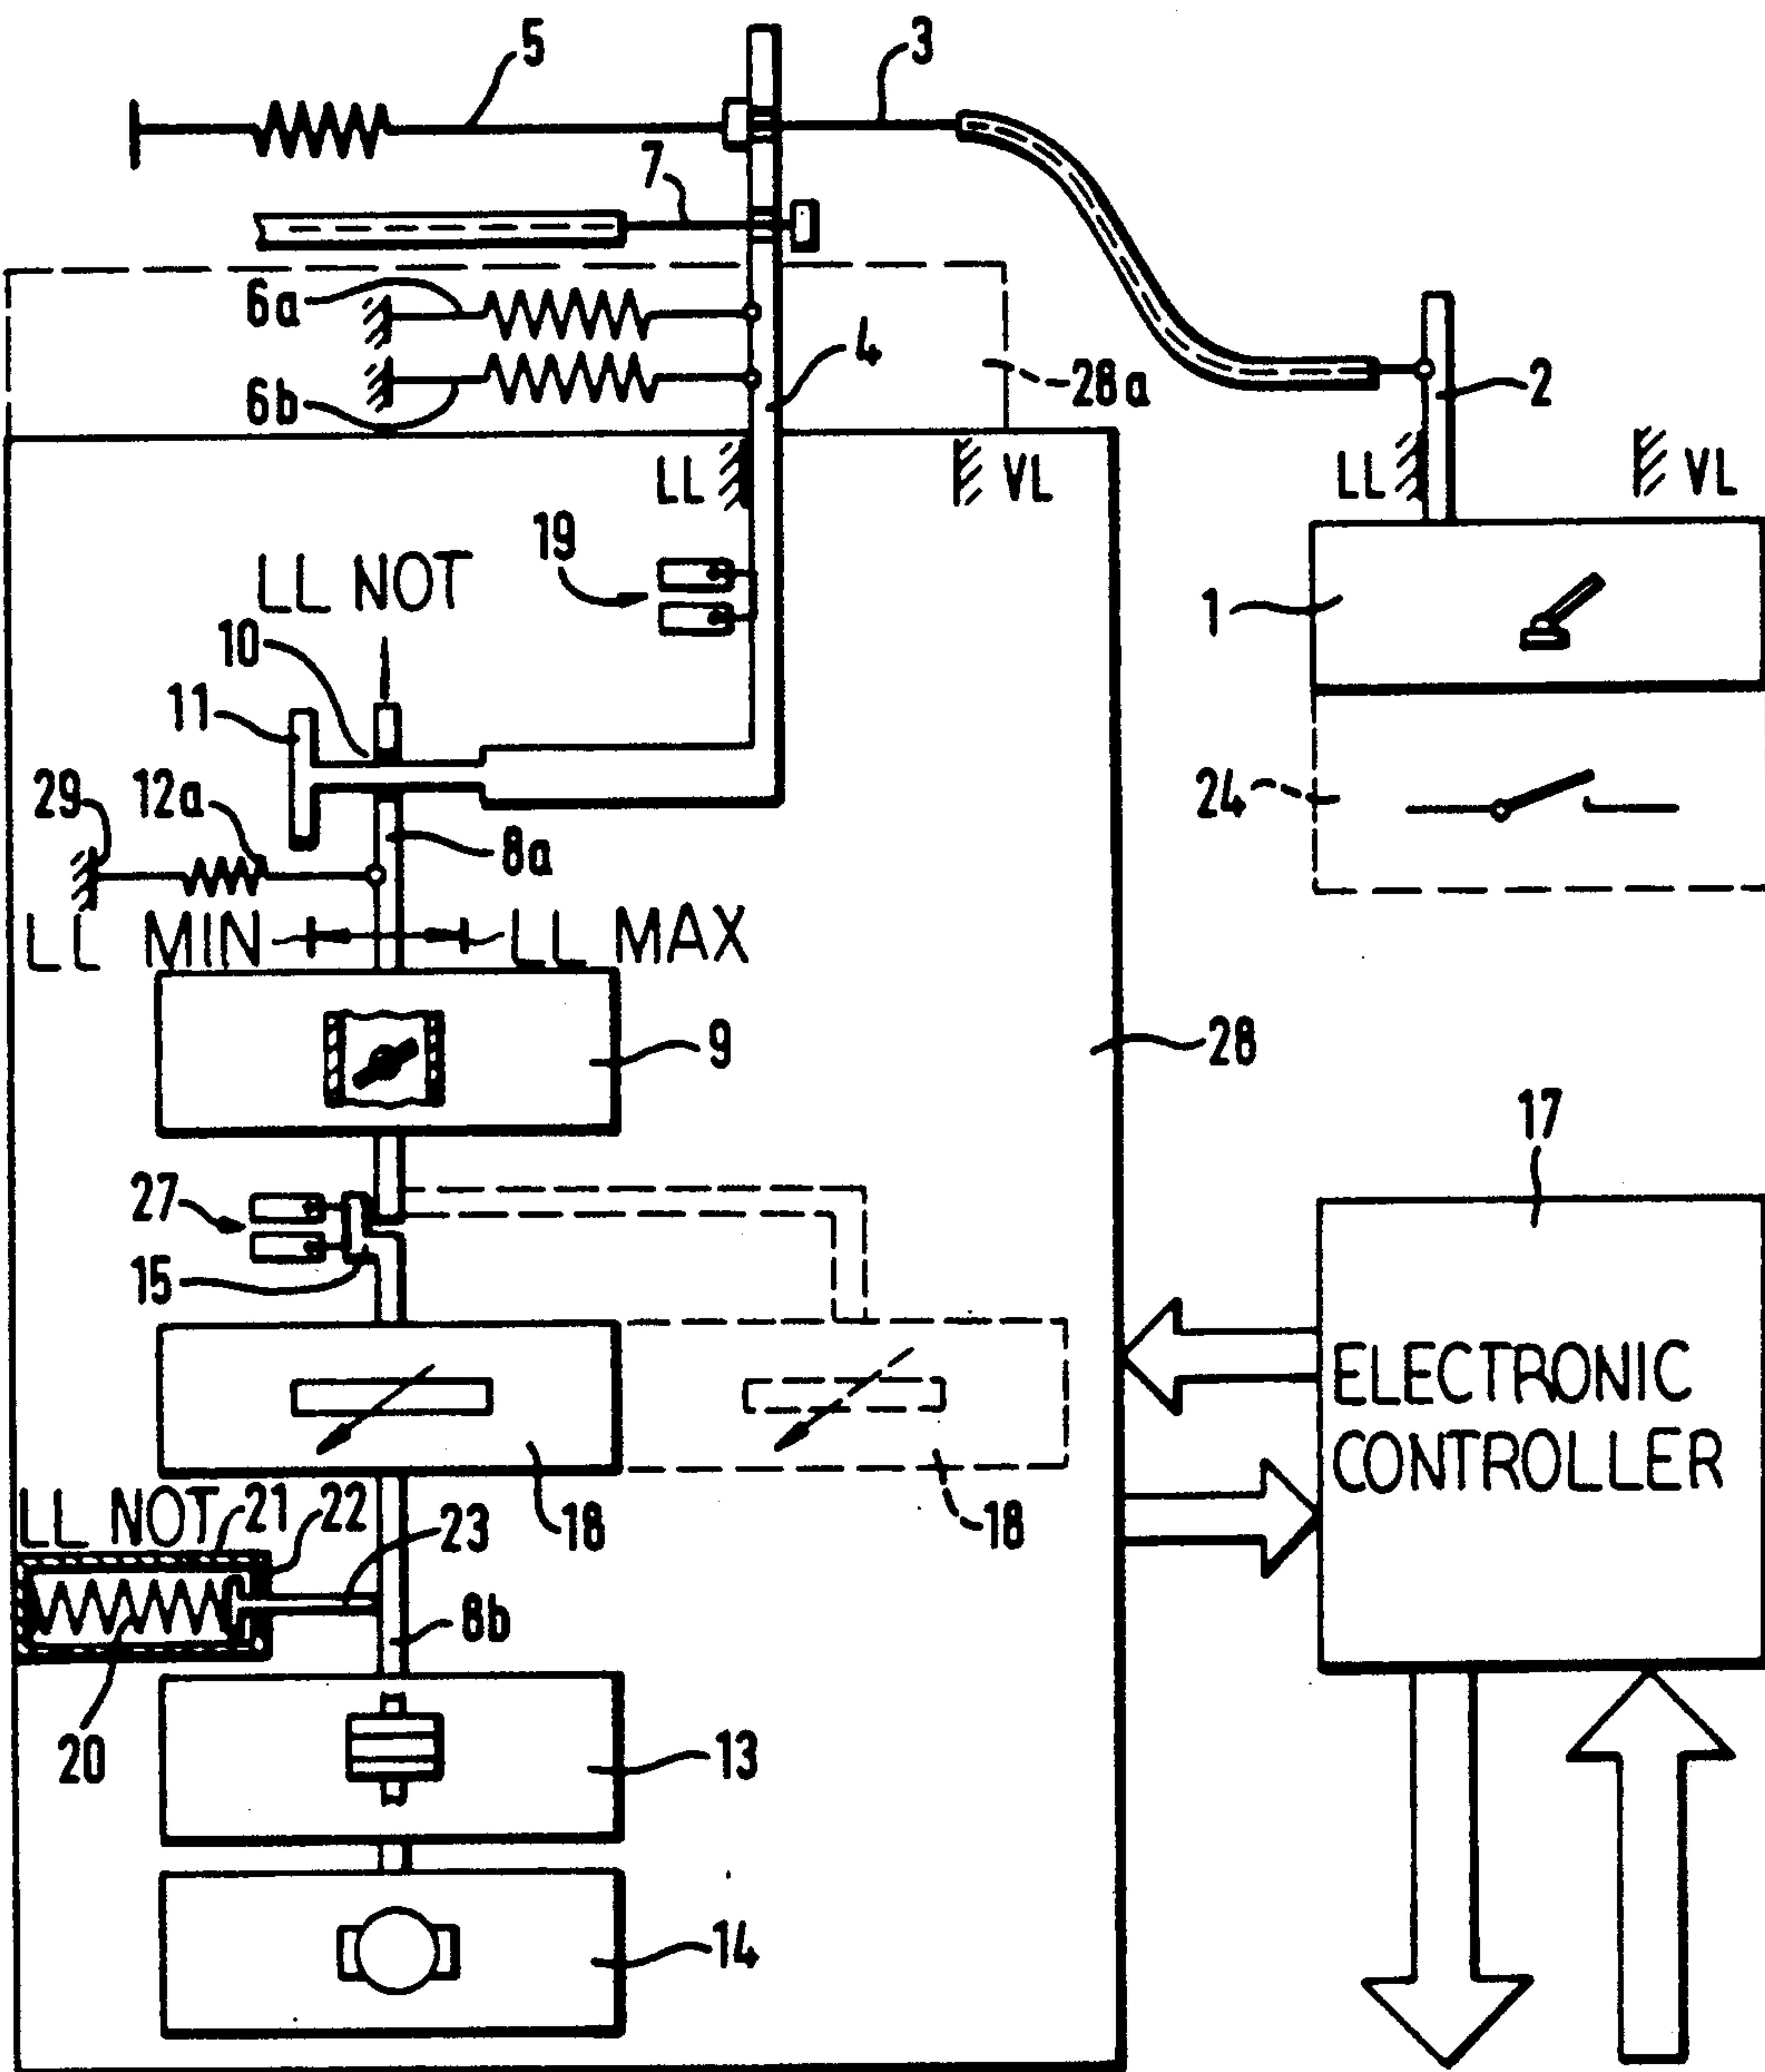 5
3
7
6a
4
28a
6b
2
LL
VL
LL
VL
19
LL NOT
1
10
11
29
12a
24
8a
LL MIN
LL MAX
9
28
17
27
15
ELECTRONIC
CONTROLLER
18
18
LL NOT
21
22
23
8b
20
13
14